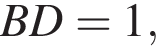 BD = 1,